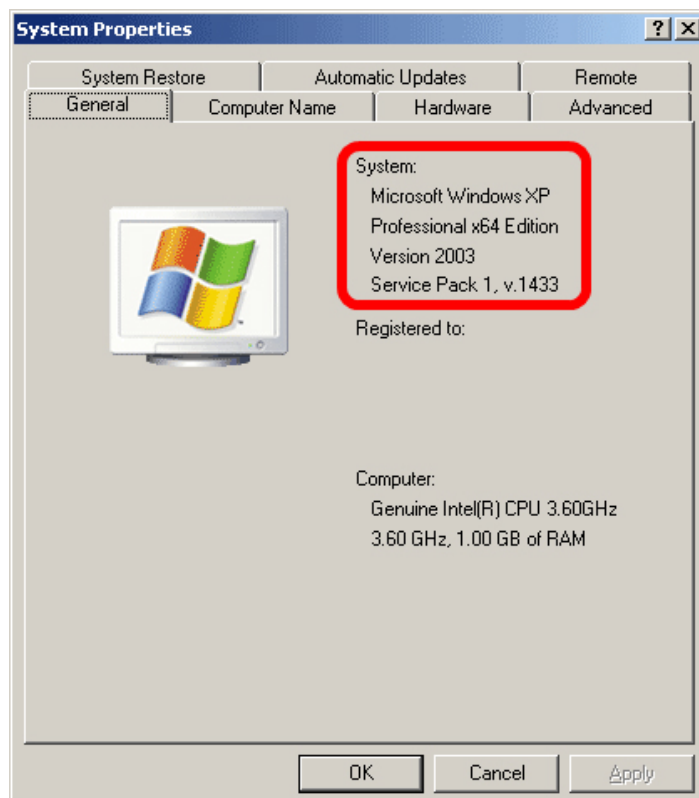 System Properties
System Restore Automatic Updates Remote
General Computer Name Hardware Advanced
System:
Microsoft Windows XP
Professional x64 Edition
Version 2003
Service Pack 1, v.1433
Registered to:
Computer:
Genuine Intel(R) CPU 3.60GHz
3.60 GHz, 1.00 GB of RAM
OK Cancel Apply